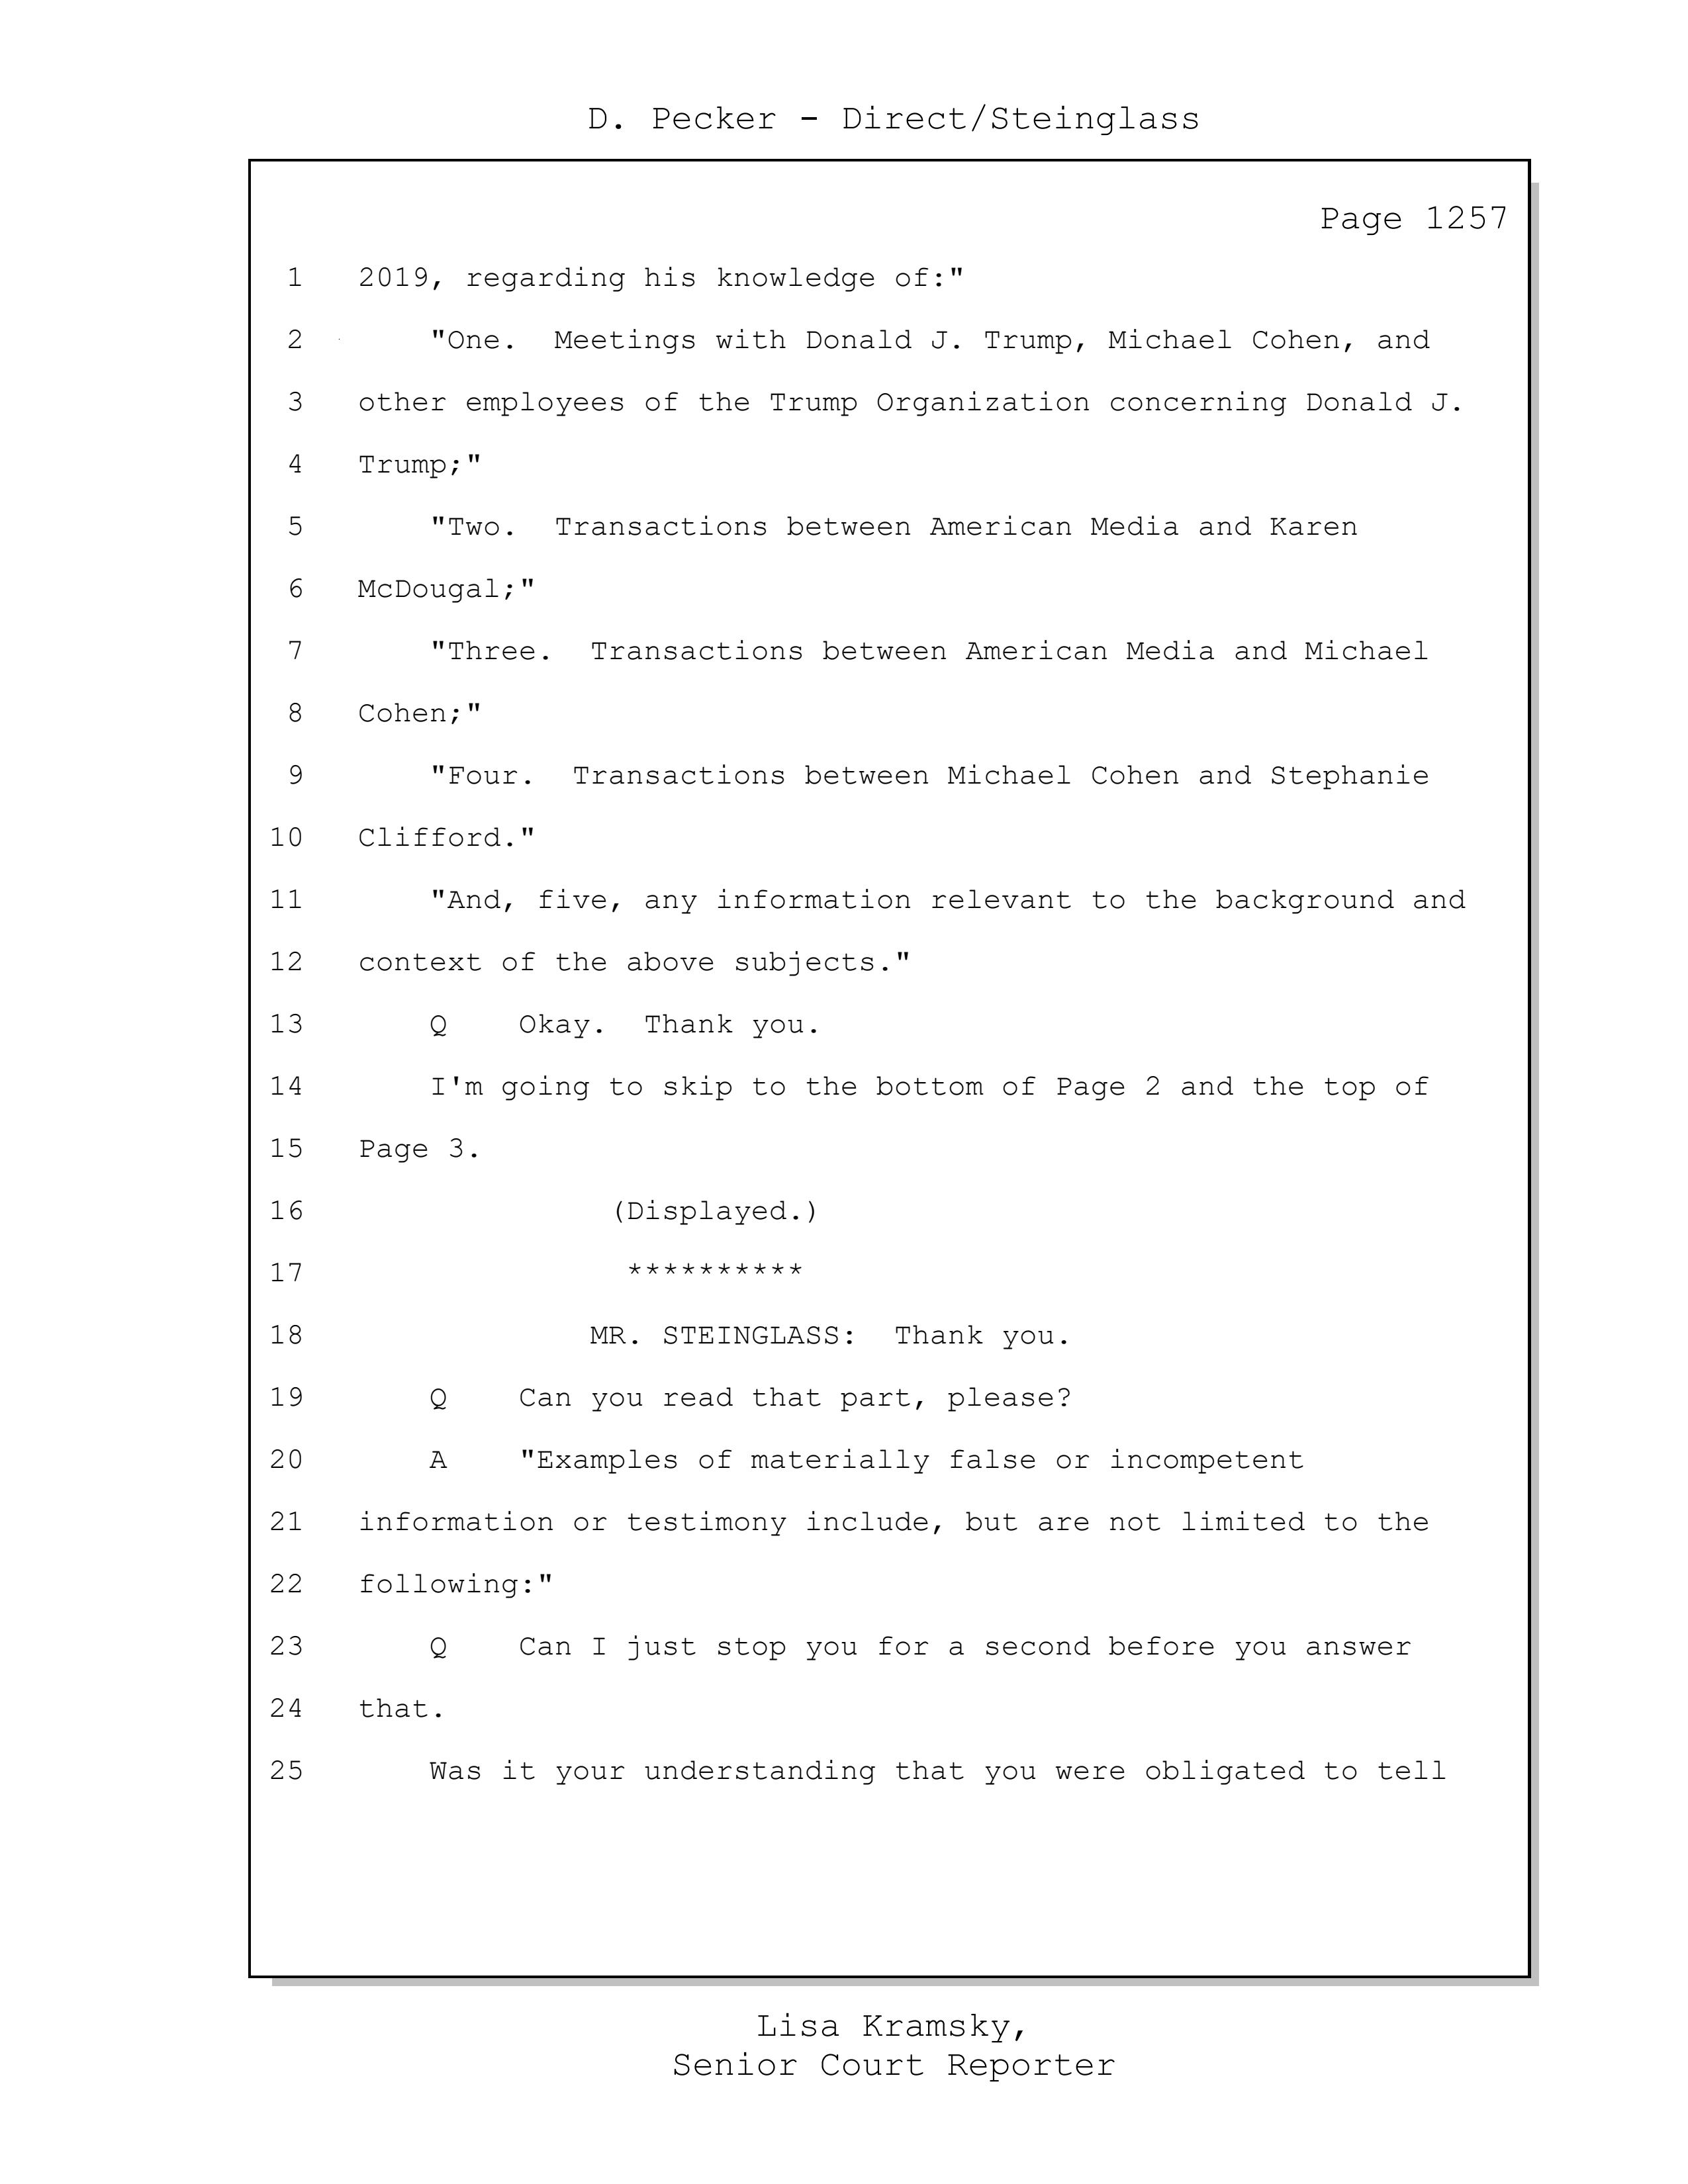 D. Pecker - Direct/Steinglass
Page 1257
1 2019, regarding his knowledge of:"
2 "One. Meetings with Donald J. Trump, Michael Cohen, and
3 other employees of the Trump Organization concerning Donald J.
4 Trump;"
5 "Two. Transactions between American Media and Karen
6 McDougal;"
7 "Three. Transactions between American Media and Michael
8 Cohen;"
9 "Four. Transactions between Michael Cohen and Stephanie
10 Clifford."
11 "And, five, any information relevant to the background and
12 context of the above subjects."
13 Q Okay. Thank you.
14 I'm going to skip to the bottom of Page 2 and the top of
15 Page 3.
16 (Displayed.)
17 **********
18 MR. STEINGLASS: Thank you.
19 Q Can you read that part, please?
20 A "Examples of materially false or incompetent
21 information or testimony include, but are not limited to the
22 following:"
23 Q Can I just stop you for a second before you answer
24 that.
25 Was it your understanding that you were obligated to tell
Lisa Kramsky,
Senior Court Reporter